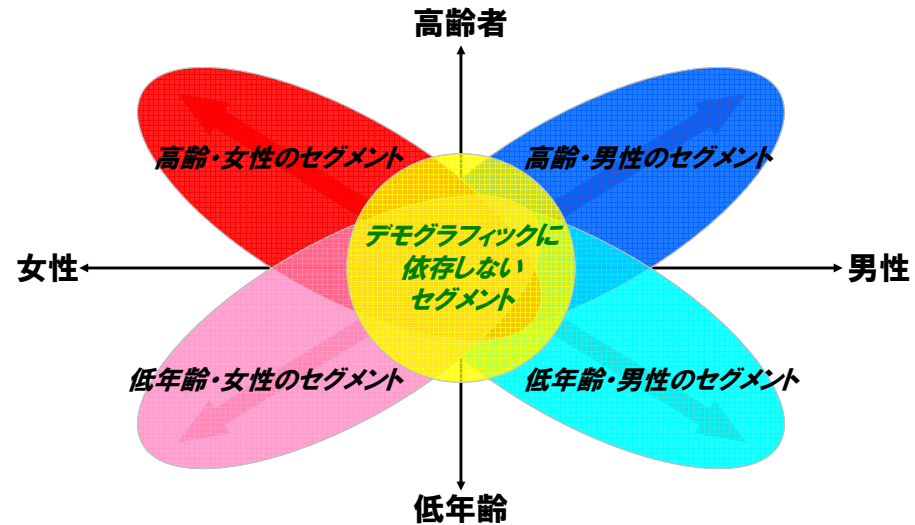 高齢者
高齢・女性のセグメント
高齢・男性のセグメント
デモグラフィックに
依存しない
セグメント
女性
男性
低年齢・女性のセグメント
低年齢・男性のセグメント
低年齢